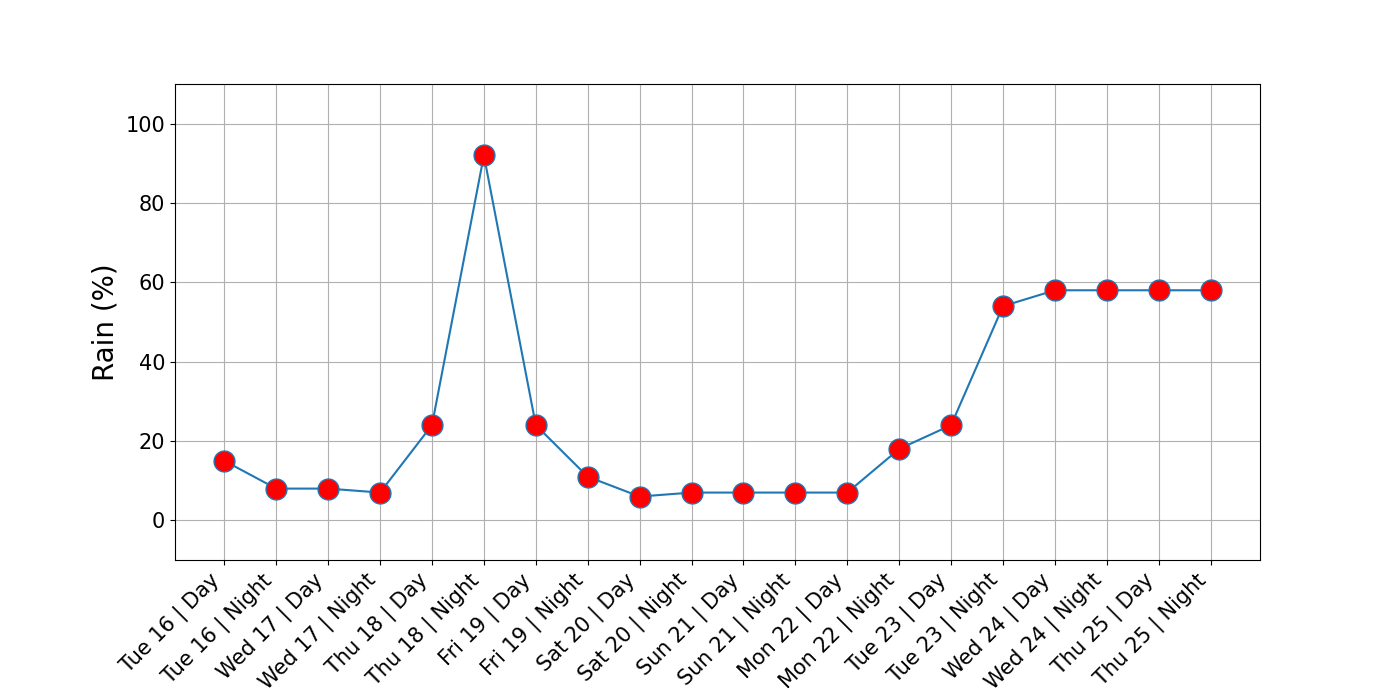 100
80
60
40
20
0
Rain (%)
Tue 16 | Day
Tue 16 | Night
Wed 17 | Day
Wed 17 | Night
Thu 18 | Day
Thu 18 | Night
Fri 19 | Day
Fri 19 | Night
Sat 20 | Day
Sat 20 | Night
Sun 21 | Day
Sun 21 | Night
Mon 22 | Day
Mon 22 | Night
Tue 23 | Day
Tue 23 | Night
Wed 24 | Day
Wed 24 | Night
Thu 25 | Day
Thu 25 | Night